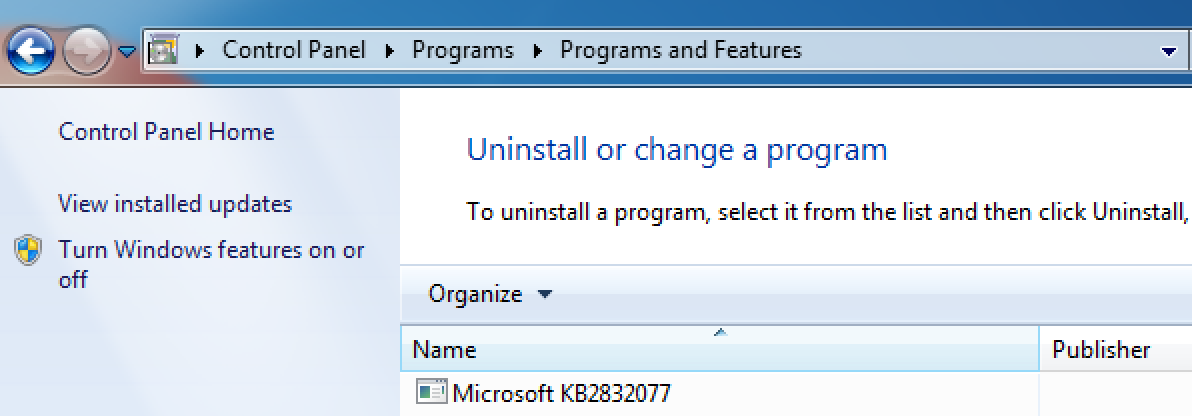 Control Panel Programs Programs and Features
Control Panel Home
View installed updates
Turn Windows features on or
off
Uninstall or change a program
To uninstall a program, select it from the list and then click Uninstall,
Organize
Name Publisher
Microsoft KB2832077